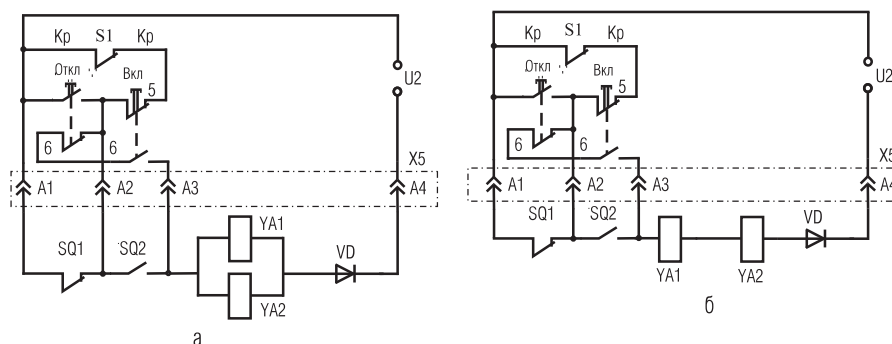 Кр S1 Кр
Откл Вкл
5
U2
6 6
X5
A1 A2 A3 A4
SQ1 SQ2 YA1 VD
YA2
а
Кр S1 Кр
Откл Вкл
5
U2
6 6
X5
A1 A2 A3 A4
SQ1 SQ2 VD
YA1 YA2
б